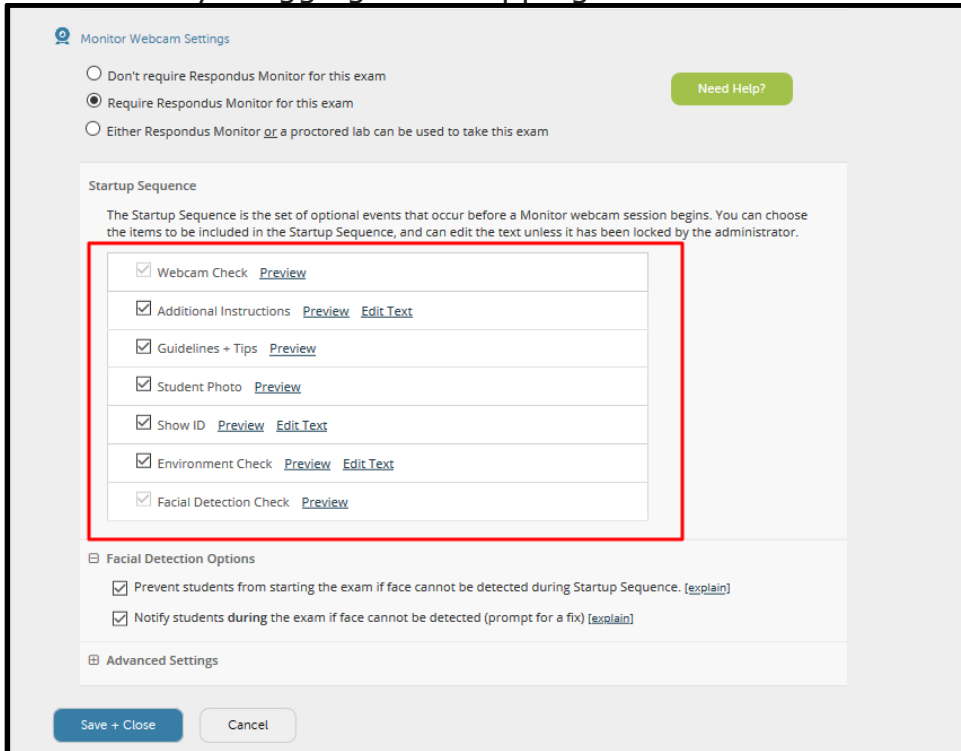 Monitor Webcam Settings
Don't require Respondus Monitor for this exam
Need Help?
Require Respondus Monitor for this exam
Either Respondus Monitor or a proctored lab can be used to take this exam
Startup Sequence
The Startup Sequence is the set of optional events that occur before a Monitor webcam session begins. You can choose
the items to be included in the Startup Sequence, and can edit the text unless it has been locked by the administrator.
Webcam Check Preview
Additional Instructions Preview Edit Text
Guidelines + Tips Preview
Student Photo Preview
Show ID Preview Edit Text
Environment Check Preview Edit Text
Facial Detection Check Preview
Facial Detection Options
Prevent students from starting the exam if face cannot be detected during Startup Sequence. [explain]
Notify students during the exam if face cannot be detected (prompt for a fix) [explain]
Advanced Settings
Save + Close Cancel